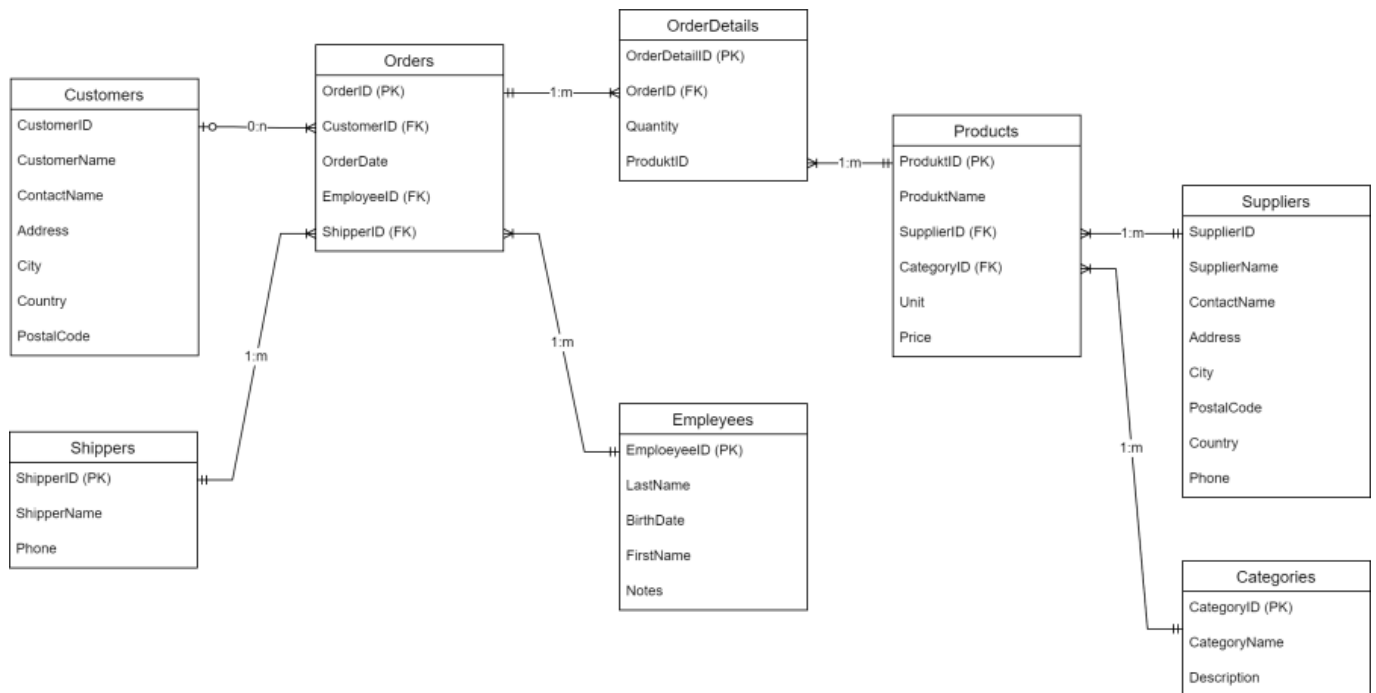 Customers
CustomerID
CustomerName
ContactName
Address
City
Country
PostalCode
0:n
Orders
OrderID (PK)
CustomerID (FK)
OrderDate
EmployeeID (FK)
ShipperID (FK)
1:m
OrderDetails
OrderDetailID (PK)
OrderID (FK)
Quantity
ProduktID
1:m
Products
ProduktID (PK)
ProduktName
SupplierID (FK)
CategoryID (FK)
Unit
Price
1:m
Suppliers
SupplierID
SupplierName
ContactName
Address
City
PostalCode
Country
Phone
1:m
1:m
1:m
Shippers
ShipperID (PK)
ShipperName
Phone
Empleyees
EmploeyeeID (PK)
LastName
BirthDate
FirstName
Notes
Categories
CategoryID (PK)
CategoryName
Description